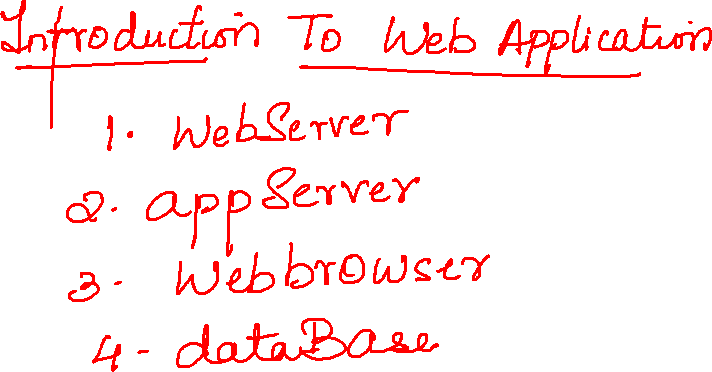 Introduction To Web Application
1. WebServer
2. appServer
3. Webbrowser
4- dataBase